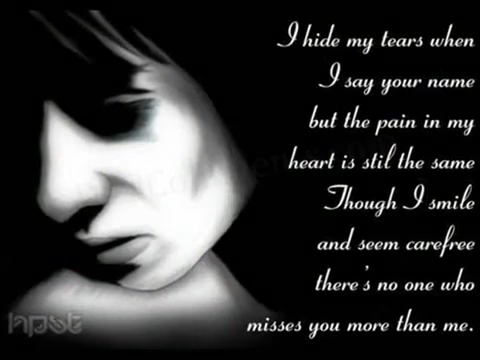 I hide my tears when
I say your name
but the pain in my
heart is stil the same
Though I smile
and seem carefree
there's no one who
misses you more than me.